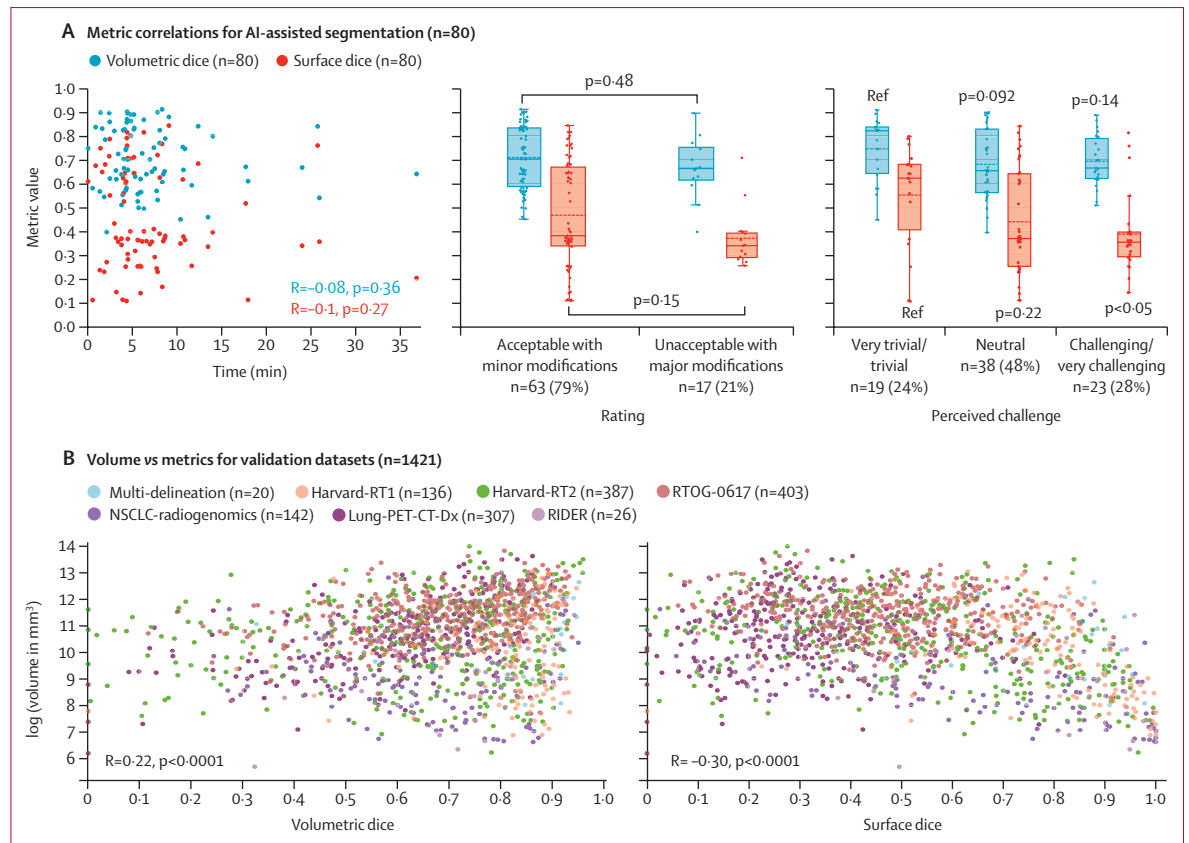 A Metric correlations for AI-assisted segmentation (n=80)
Volumetric dice (n=80) Surface dice (n=80)
1·0
0·9
0·8
0·7
0·6
0·5
0·4
0·3
0·2
0·1
0·0
Metric value
R=–0·08, p=0·36
R=–0·1, p=0·27
0 5 10 15 20 25 30 35
Time (min)
p=0·48
p=0·15
Acceptable with
minor modifications
n=63 (79%)
Unacceptable with
major modifications
n=17 (21%)
Rating
Ref
p=0·092
p=0·14
Ref
p=0·22
p<0·05
Very trivial/
trivial
n=19 (24%)
Neutral
n=38 (48%)
Challenging/
very challenging
n=23 (28%)
Perceived challenge
B Volume vs metrics for validation datasets (n=1421)
Multi-delineation (n=20) Harvard-RT1 (n=136) Harvard-RT2 (n=387) RTOG-0617 (n=403)
NSCLC-radiogenomics (n=142) Lung-PET-CT-Dx (n=307) RIDER (n=26)
14
13
12
11
10
9
8
7
6
log (volume in mm³)
R=0·22, p<0·0001
0 0·1 0·2 0·3 0·4 0·5 0·6 0·7 0·8 0·9 1·0
Volumetric dice
R= –0·30, p<0·0001
0 0·1 0·2 0·3 0·4 0·5 0·6 0·7 0·8 0·9 1·0
Surface dice